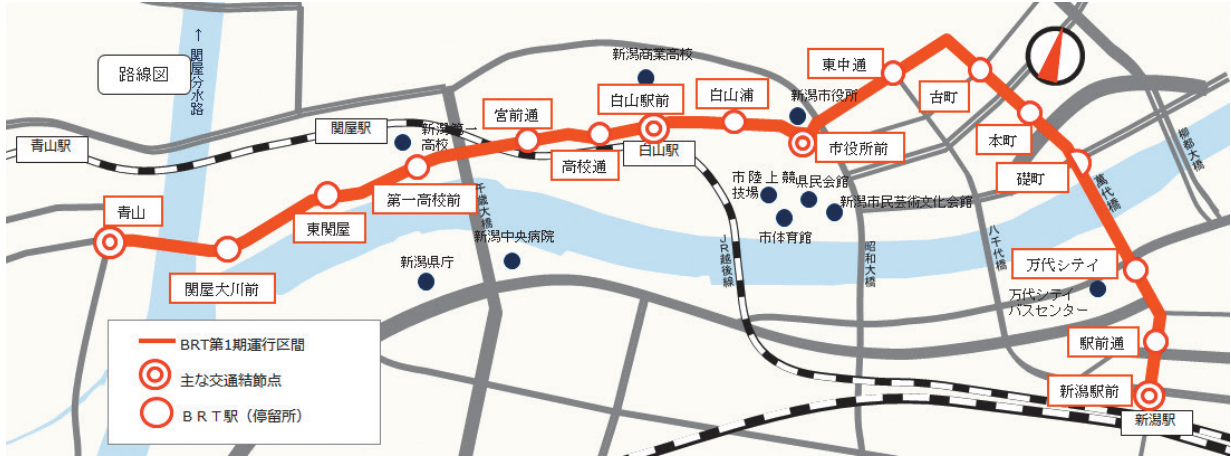 路線図
↑関屋分水路
青山駅
関屋駅
新潟第一
高校
宮前通
新潟商業高校
白山駅前
白山浦
新潟市役所
東中通
古町
本町
礎町
柳都大橋
萬代橋
高校通
白山駅
市役所前
第一高校前
東関屋
青山
関屋大川前
千歳大橋
新潟中央病院
新潟県庁
市陸上競
技場
県民会館
新潟市民芸術文化会館
市体育館
JR越後線
昭和大橋
八千代橋
万代シテイ
万代シテイ
バスセンター
駅前通
新潟駅前
新潟駅
BRT第1期運行区間
主な交通結節点
BRT駅（停留所）